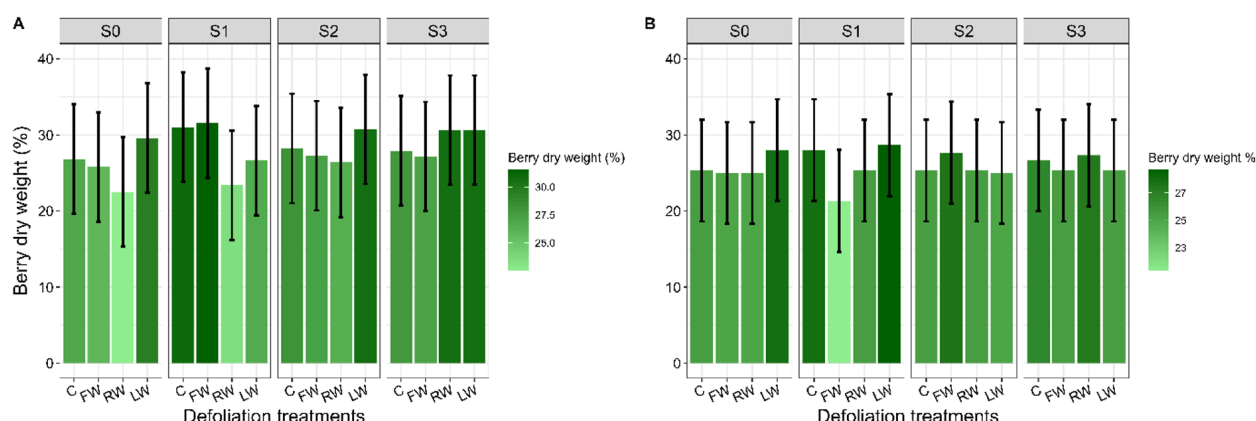 A
S0 S1 S2 S3
40
30
20
10
0
Berry dry weight (%)
C FW RW LW C FW RW LW C FW RW LW C FW RW LW
Defoliation treatments
Berry dry weight (%)
30.0
27.5
25.0
B
S0 S1 S2 S3
40
30
20
10
0
C FW RW LW C FW RW LW C FW RW LW C FW RW LW
Defoliation treatments
Berry dry weight %
27
25
23